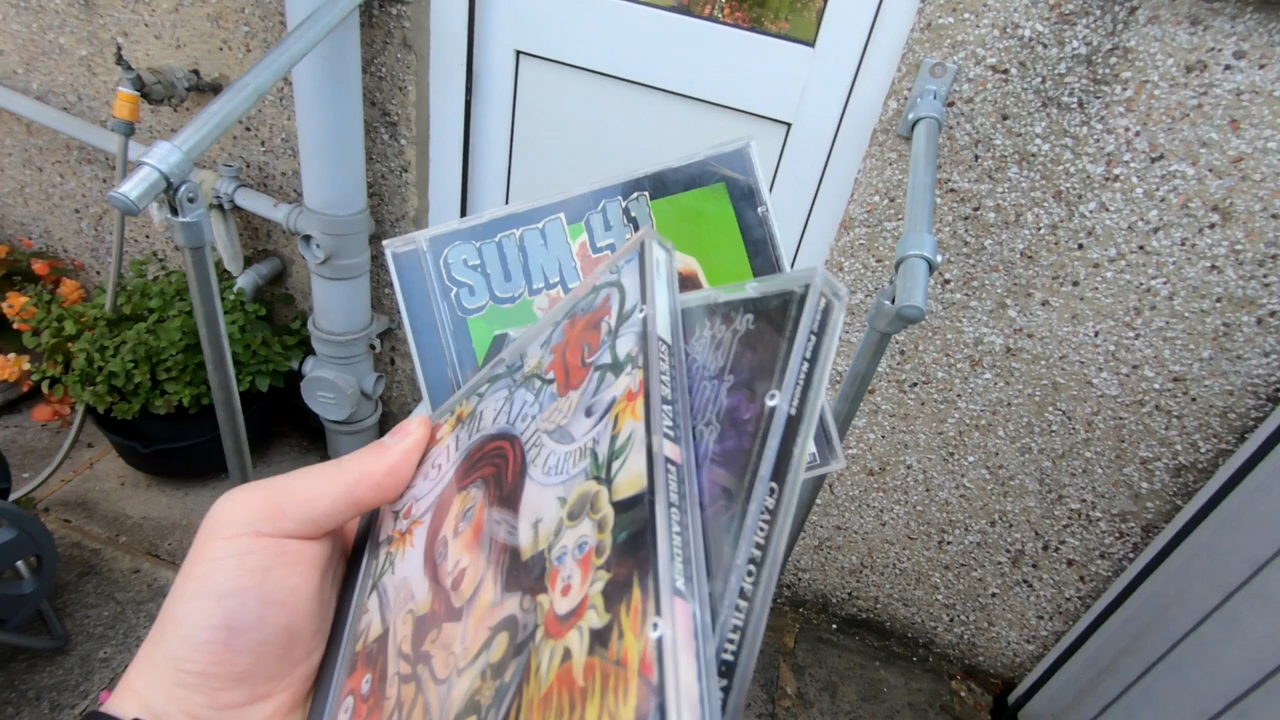 SUM 41
STEVE VAI
FIRE GARDEN
STEVE VAI FIRE GARDEN
CRADLE OF FILTH